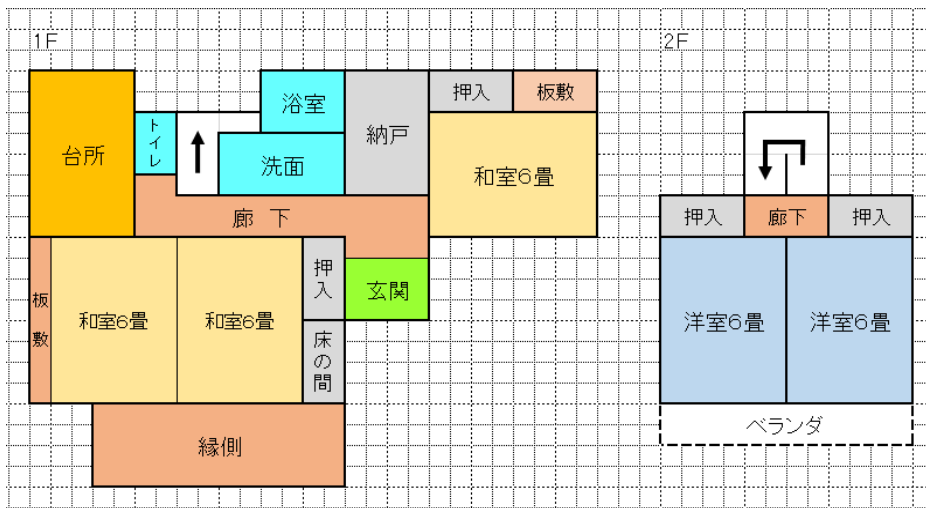 1F
2F
浴室
押入
板敷
トイレ
納戸
台所
洗面
和室6畳
廊下
押入
廊下
押入
押入
玄関
板敷
和室6畳
和室6畳
洋室6畳
洋室6畳
床の間
ベランダ
縁側